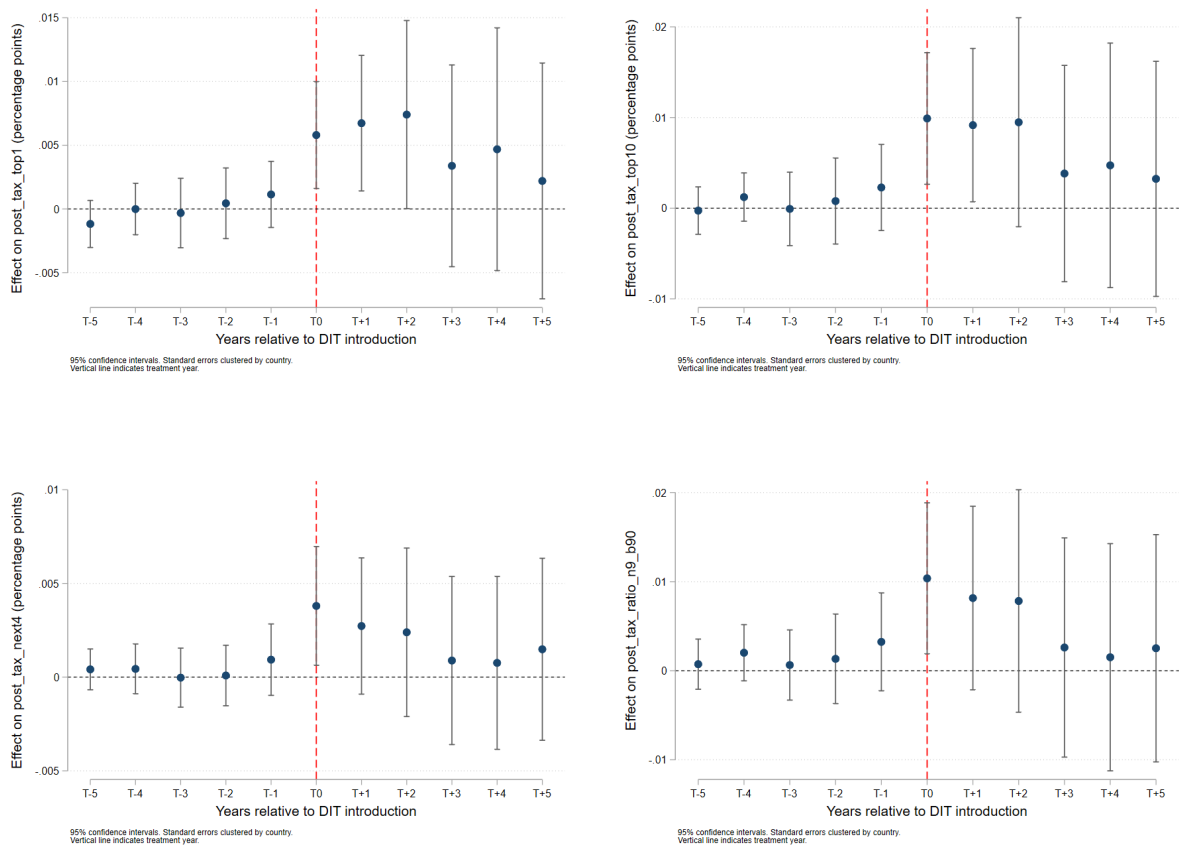 Effect on post_tax_top1 (percentage points)
.015
.01
.005
0
-.005
T-5 T-4 T-3 T-2 T-1 T0 T+1 T+2 T+3 T+4 T+5
Years relative to DIT introduction
95% confidence intervals. Standard errors clustered by country.
Vertical line indicates treatment year.
Effect on post_tax_top10 (percentage points)
.02
.01
0
-.01
T-5 T-4 T-3 T-2 T-1 T0 T+1 T+2 T+3 T+4 T+5
Years relative to DIT introduction
95% confidence intervals. Standard errors clustered by country.
Vertical line indicates treatment year.
Effect on post_tax_next4 (percentage points)
.01
.005
0
-.005
T-5 T-4 T-3 T-2 T-1 T0 T+1 T+2 T+3 T+4 T+5
Years relative to DIT introduction
95% confidence intervals. Standard errors clustered by country.
Vertical line indicates treatment year.
Effect on post_tax_ratio_n9_b90
.02
.01
0
-.01
T-5 T-4 T-3 T-2 T-1 T0 T+1 T+2 T+3 T+4 T+5
Years relative to DIT introduction
95% confidence intervals. Standard errors clustered by country.
Vertical line indicates treatment year.